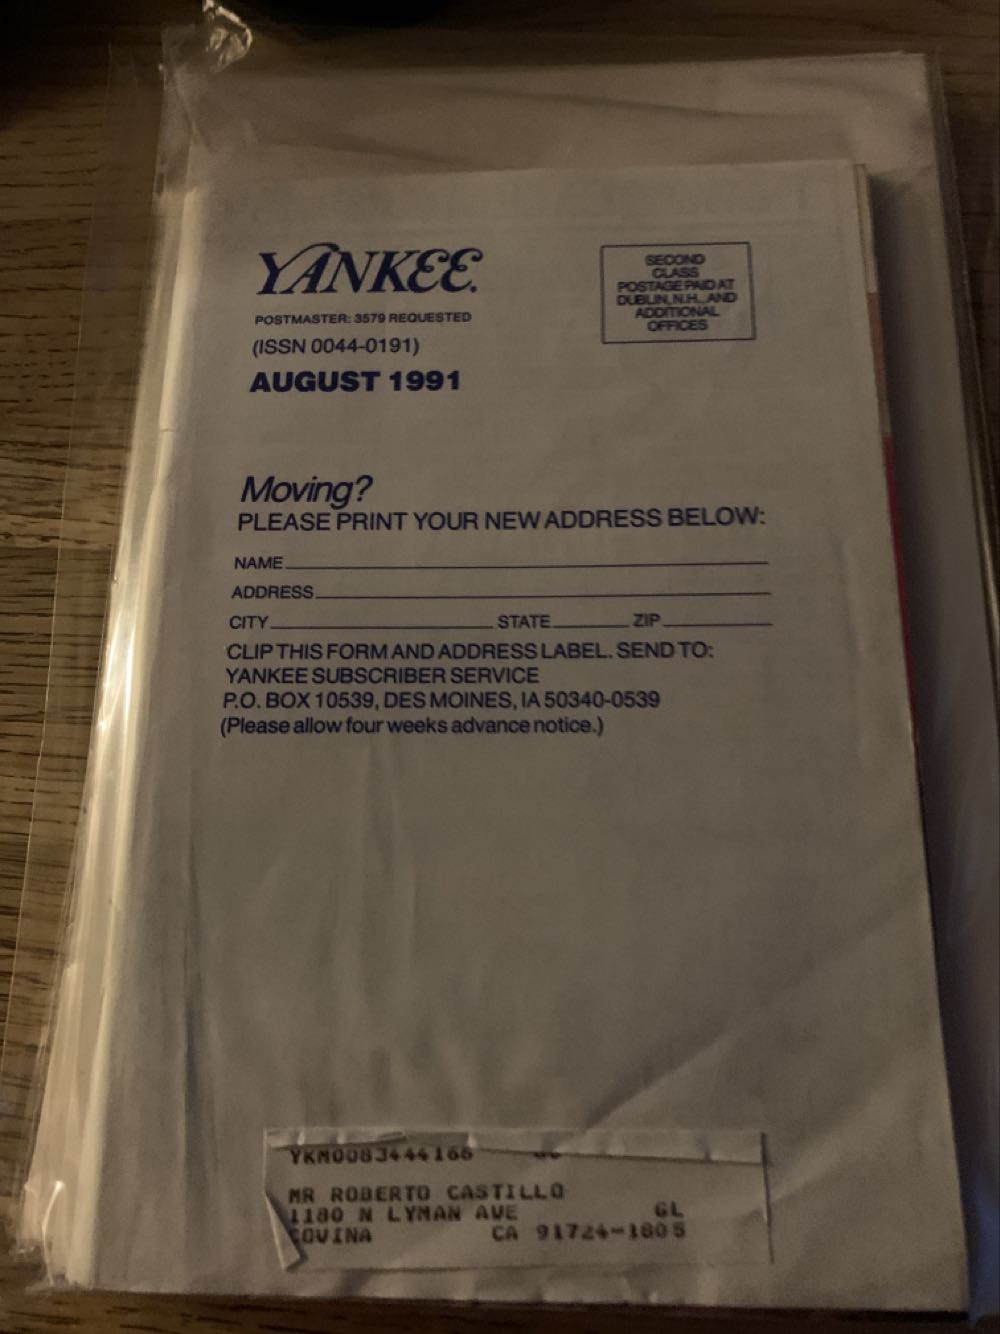 YANKEE.
POSTMASTER: 3579 REQUESTED
(ISSN 0044-0191)
AUGUST 1991
SECOND
CLASS
POSTAGE PAID AT
DUBLIN, N.H., AND
ADDITIONAL
OFFICES
Moving?
PLEASE PRINT YOUR NEW ADDRESS BELOW:
NAME
ADDRESS
CITY STATE ZIP
CLIP THIS FORM AND ADDRESS LABEL. SEND TO:
YANKEE SUBSCRIBER SERVICE
P.O. BOX 10539, DES MOINES, IA 50340-0539
(Please allow four weeks advance notice.)
YKM0083444166
MR ROBERTO CASTILLO
1180 N LYMAN AVE GL
COVINA CA 91724-1605